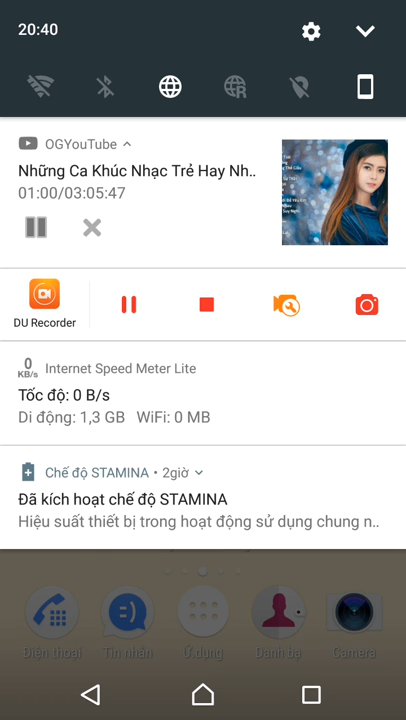 20:40
OGYouTube
Những Ca Khúc Nhạc Trẻ Hay Nh..
01:00/03:05:47
DU Recorder
0
KB/s
Internet Speed Meter Lite
Tốc độ: 0 B/s
Di động: 1,3 GB WiFi: 0 MB
Chế độ STAMINA • 2giờ
Đã kích hoạt chế độ STAMINA
Hiệu suất thiết bị trong hoạt động sử dụng chung n..
Điện thoại
Tin nhắn
Ứ.dụng
Danh bạ
Camera